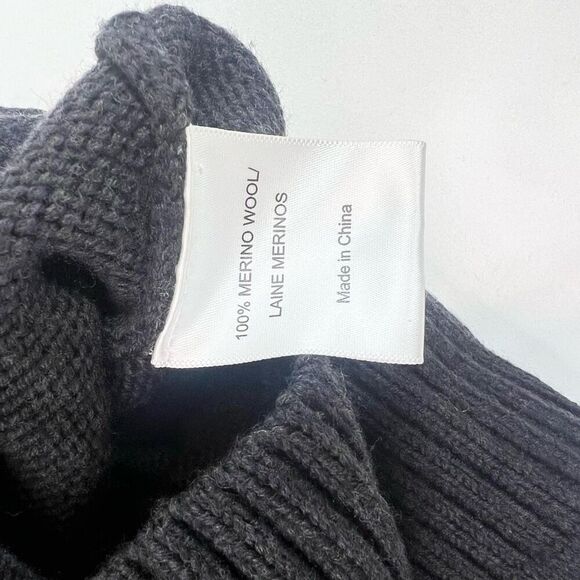 100% MERINO WOOL/
LAINE MERINOS
Made in China